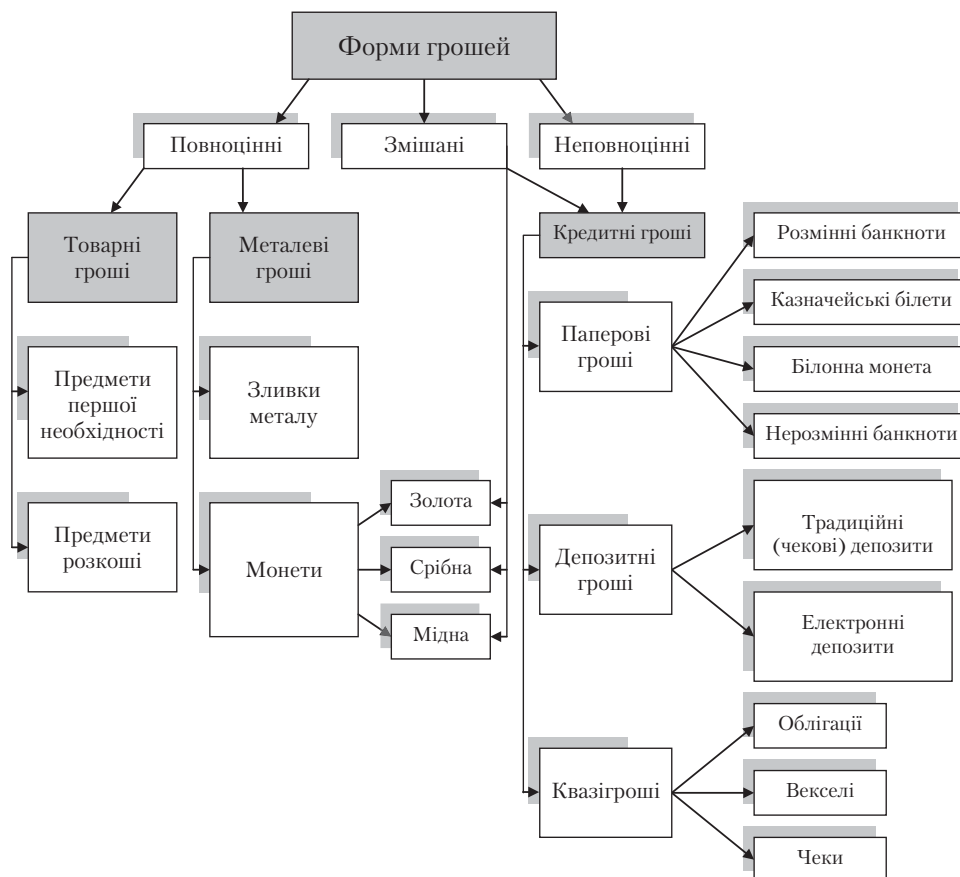 Форми грошей
Повноцінні
Змішані
Неповноцінні
Товарні
гроші
Металеві
гроші
Кредитні гроші
Розмінні банкноти
Казначейські білети
Паперові
гроші
Білонна монета
Нерозмінні банкноти
Предмети
першої
необхідності
Зливки
металу
Предмети
розкоші
Монети
Золота
Срібна
Мідна
Депозитні
гроші
Традиційні
(чекові) депозити
Електронні
депозити
Квазігроші
Облігації
Векселі
Чеки